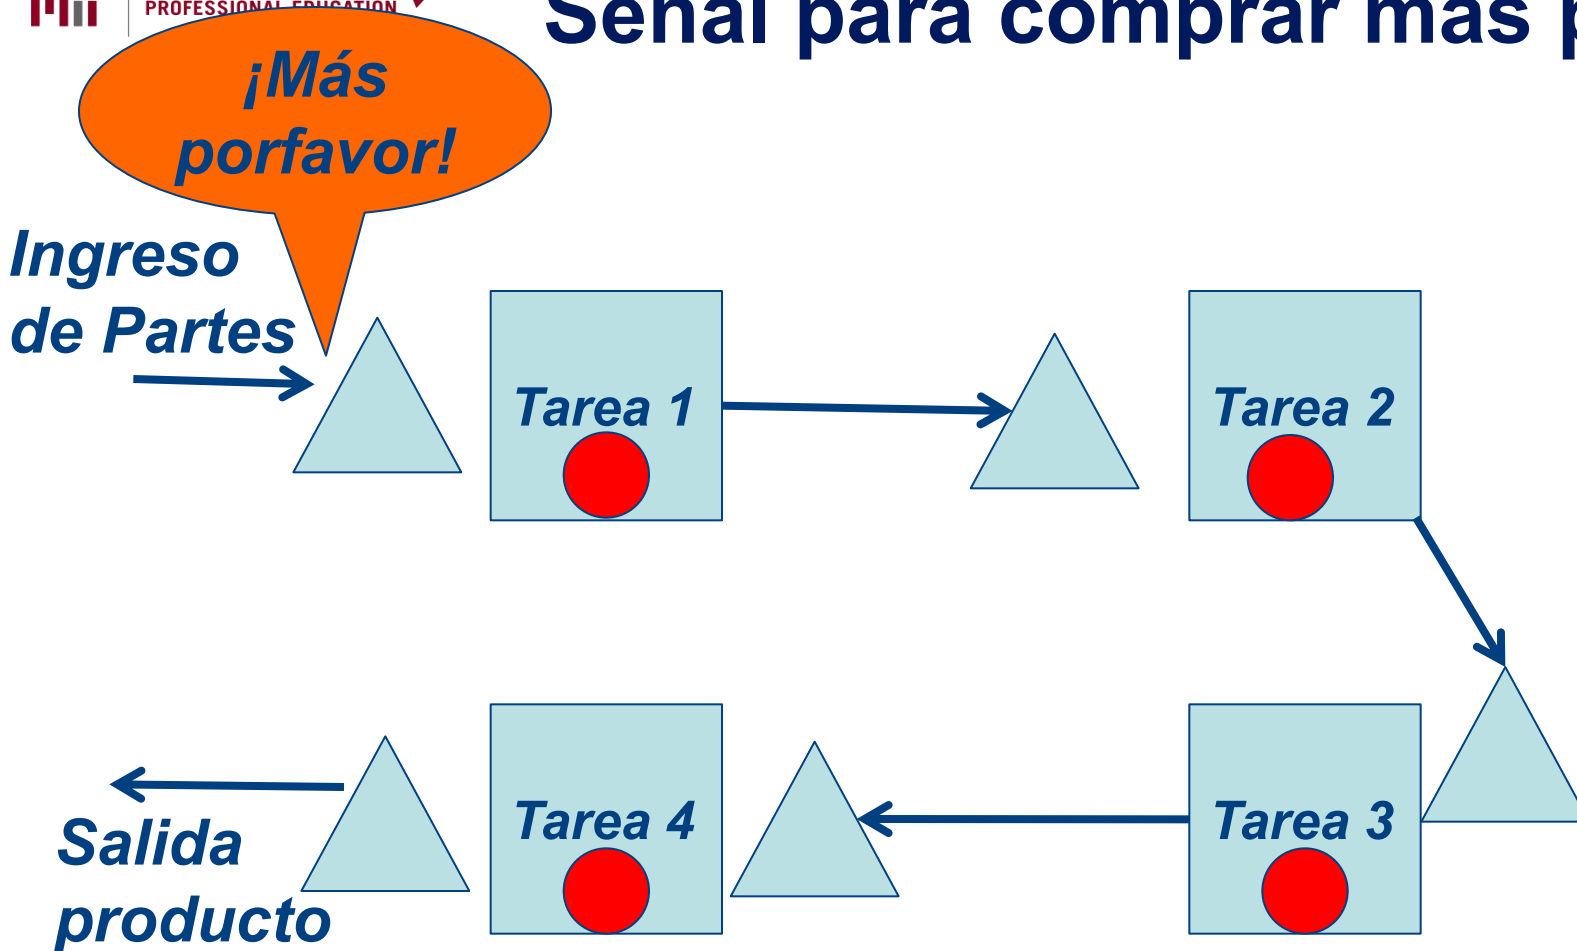 PROFESSIONAL EDUCATION
Señal para comprar más
¡Más
porfavor!
Ingreso
de Partes
Tarea 1
Tarea 2
Tarea 4
Tarea 3
Salida
producto